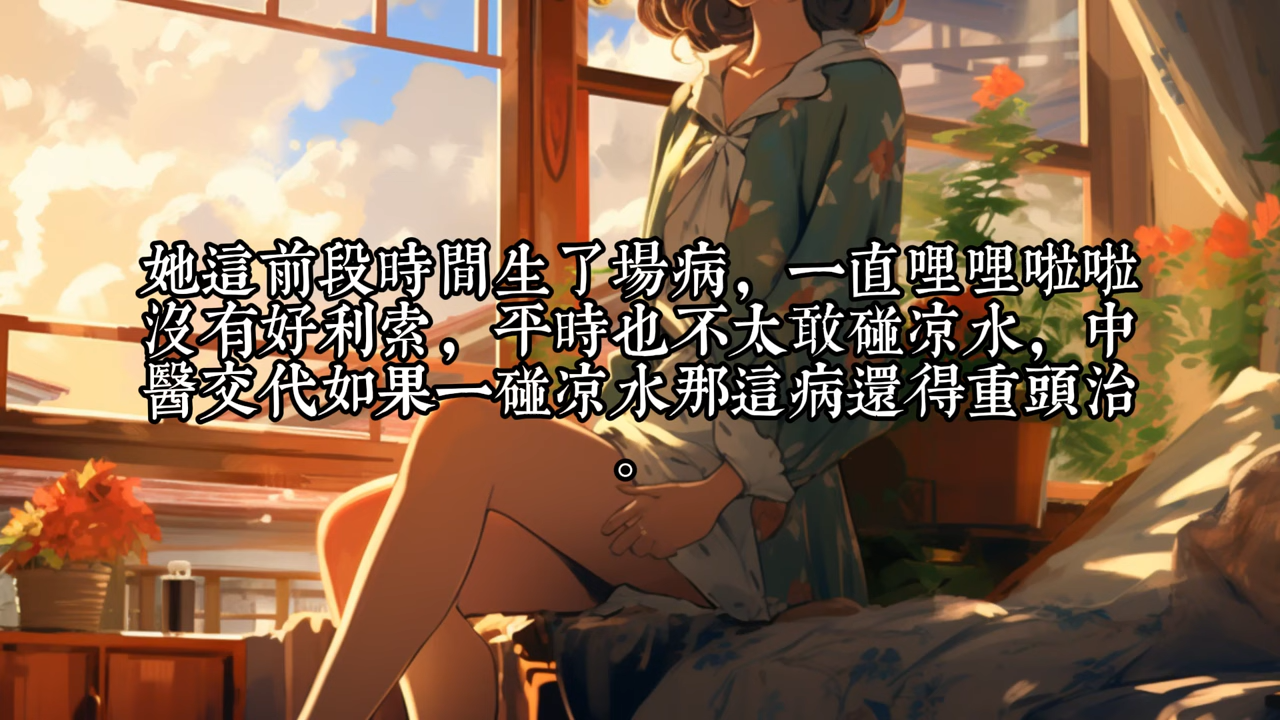 她這前段時間生了場病，一直哩哩啦啦
沒有好利索，平時也不太敢碰凉水，中
醫交代如果一碰凉水那這病還得重頭治
。